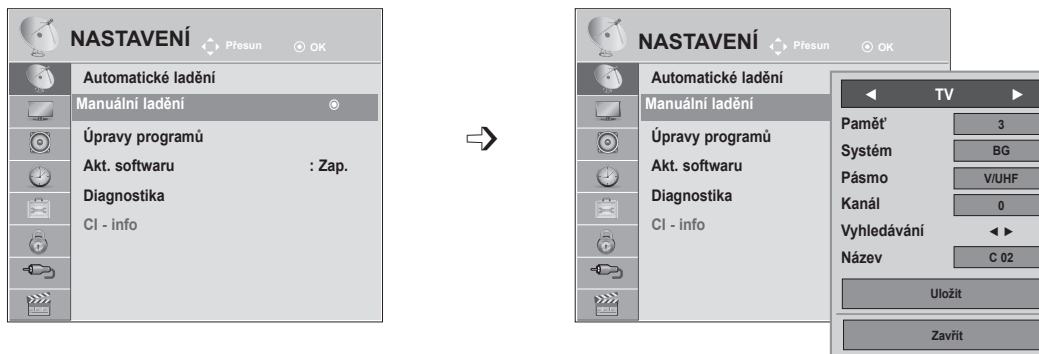 NASTAVENÍ Přesun OK
Automatické ladění
Manuální ladění
Úpravy programů
Akt. softwaru : Zap.
Diagnostika
CI - info
NASTAVENÍ Přesun OK
Automatické ladění
Manuální ladění
Úpravy programů
Akt. softwaru
Diagnostika
CI - info
◄ TV ►
Paměť 3
Systém BG
Pásmo V/UHF
Kanál 0
Vyhledávání ◄ ►
Název C 02
Uložit
Zavřít